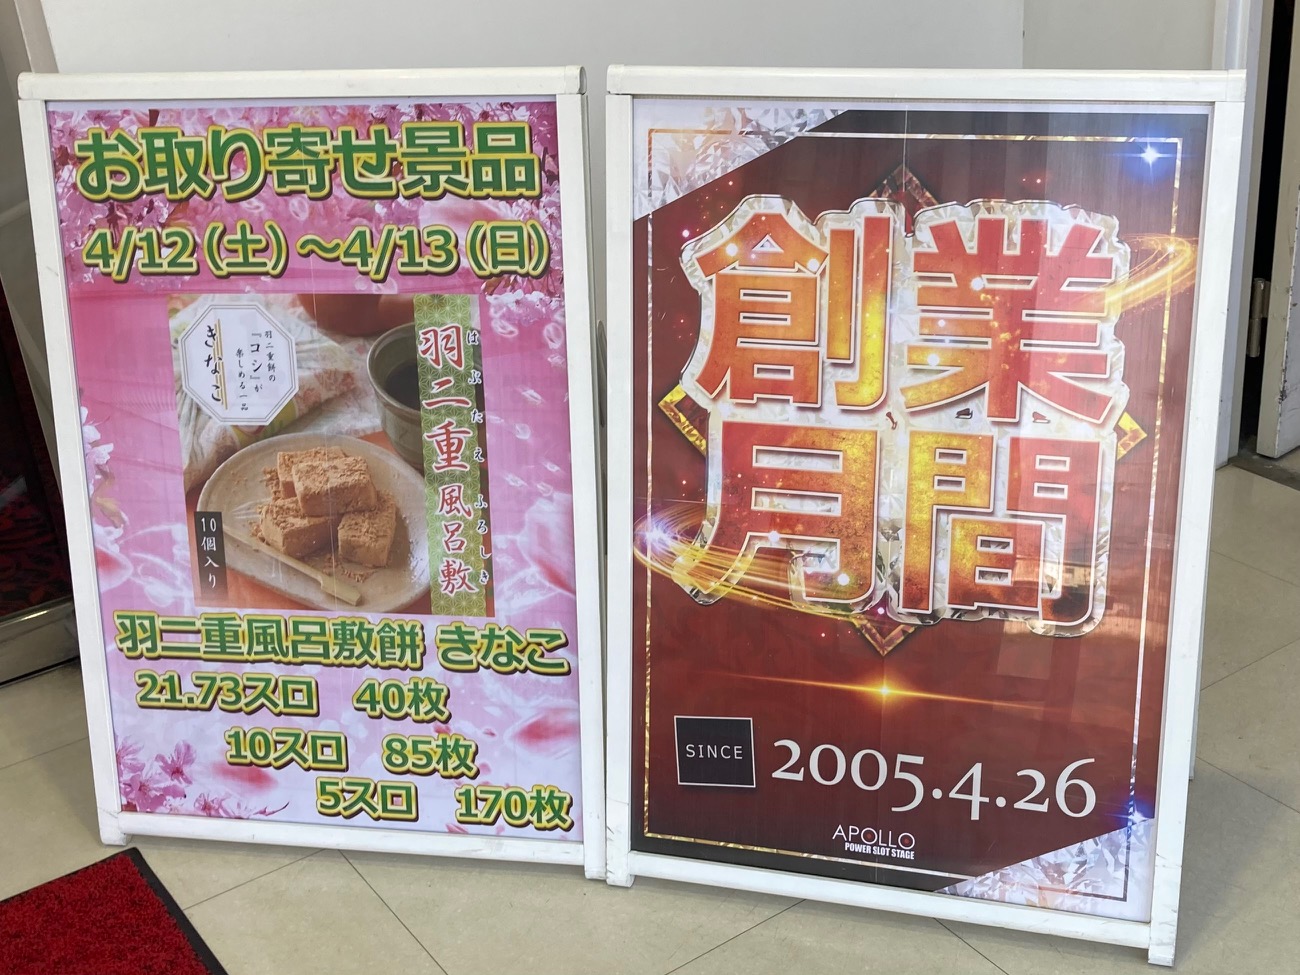 お取り寄せ景品
4/12(土)～4/13(日)
羽二重餅の
『コシ』が
楽しめる一品
きなこ
羽二重風呂敷
はぶたえふろしき
10個入り
羽二重風呂敷餅 きなこ
21.73スロ 40枚
10スロ 85枚
5スロ 170枚
創業
月間
SINCE 2005.4.26
APOLLO
POWER SLOT STAGE